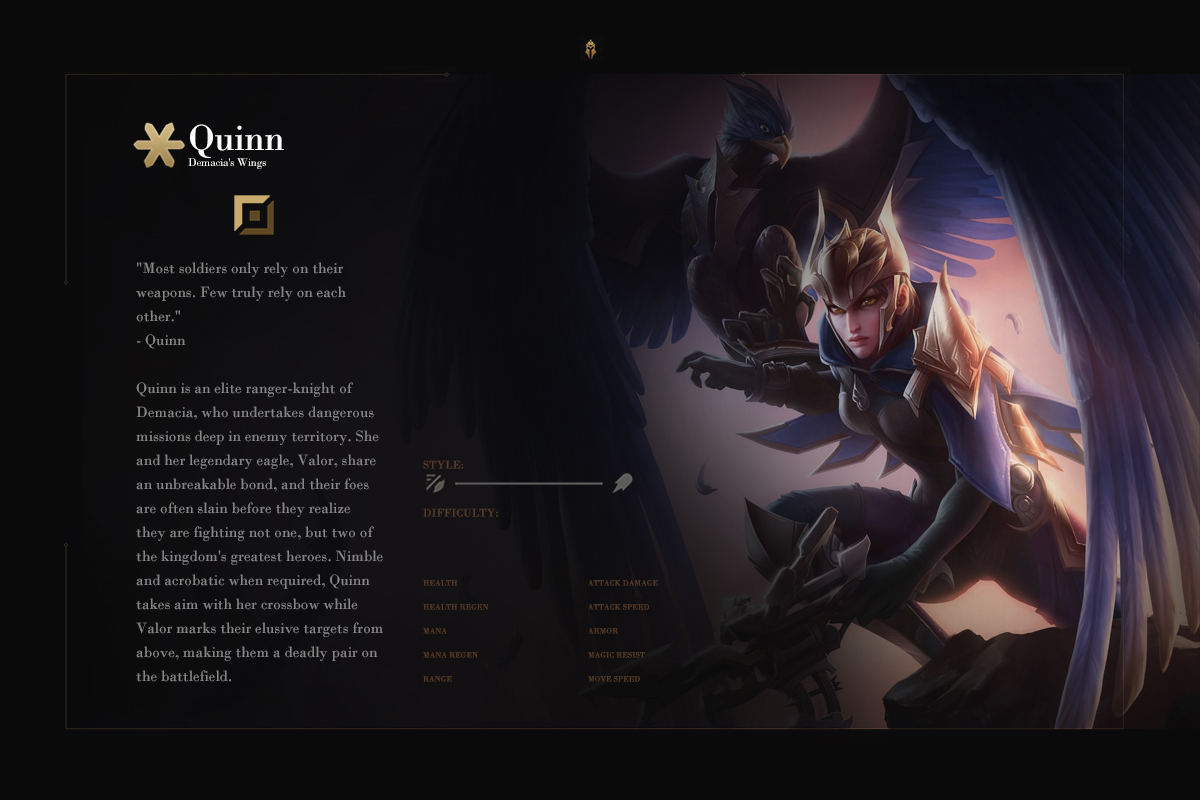 Quinn
Demacia's Wings
"Most soldiers only rely on their
weapons. Few truly rely on each
other."
- Quinn
Quinn is an elite ranger-knight of
Demacia, who undertakes dangerous
missions deep in enemy territory. She
and her legendary eagle, Valor, share
an unbreakable bond, and their foes
are often slain before they realize
they are fighting not one, but two of
the kingdom's greatest heroes. Nimble
and acrobatic when required, Quinn
takes aim with her crossbow while
Valor marks their elusive targets from
above, making them a deadly pair on
the battlefield.
STYLE:
DIFFICULTY:
HEALTH
HEALTH REGEN
MANA
MANA REGEN
RANGE
ATTACK DAMAGE
ATTACK SPEED
ARMOR
MAGIC RESIST
MOVE SPEED